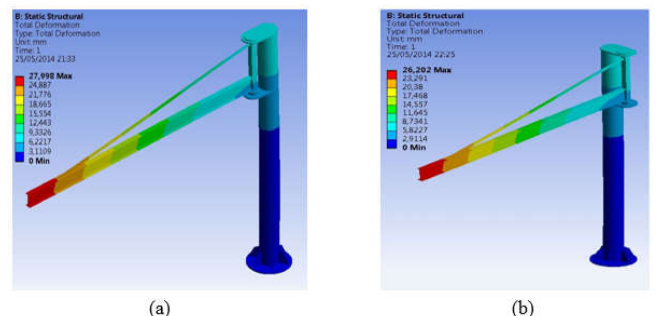 B: Static Structural
Total Deformation
Type: Total Deformation
Unit: mm
Time: 1
25/05/2014 21:33
27,998 Max
24,887
21,776
18,665
15,554
12,443
9,3326
6,2217
3,1109
0 Min
(a)
B: Static Structural
Total Deformation
Type: Total Deformation
Unit: mm
Time: 1
25/05/2014 22:25
26,202 Max
23,291
20,38
17,468
14,557
11,645
8,7341
5,8227
2,9114
0 Min
(b)